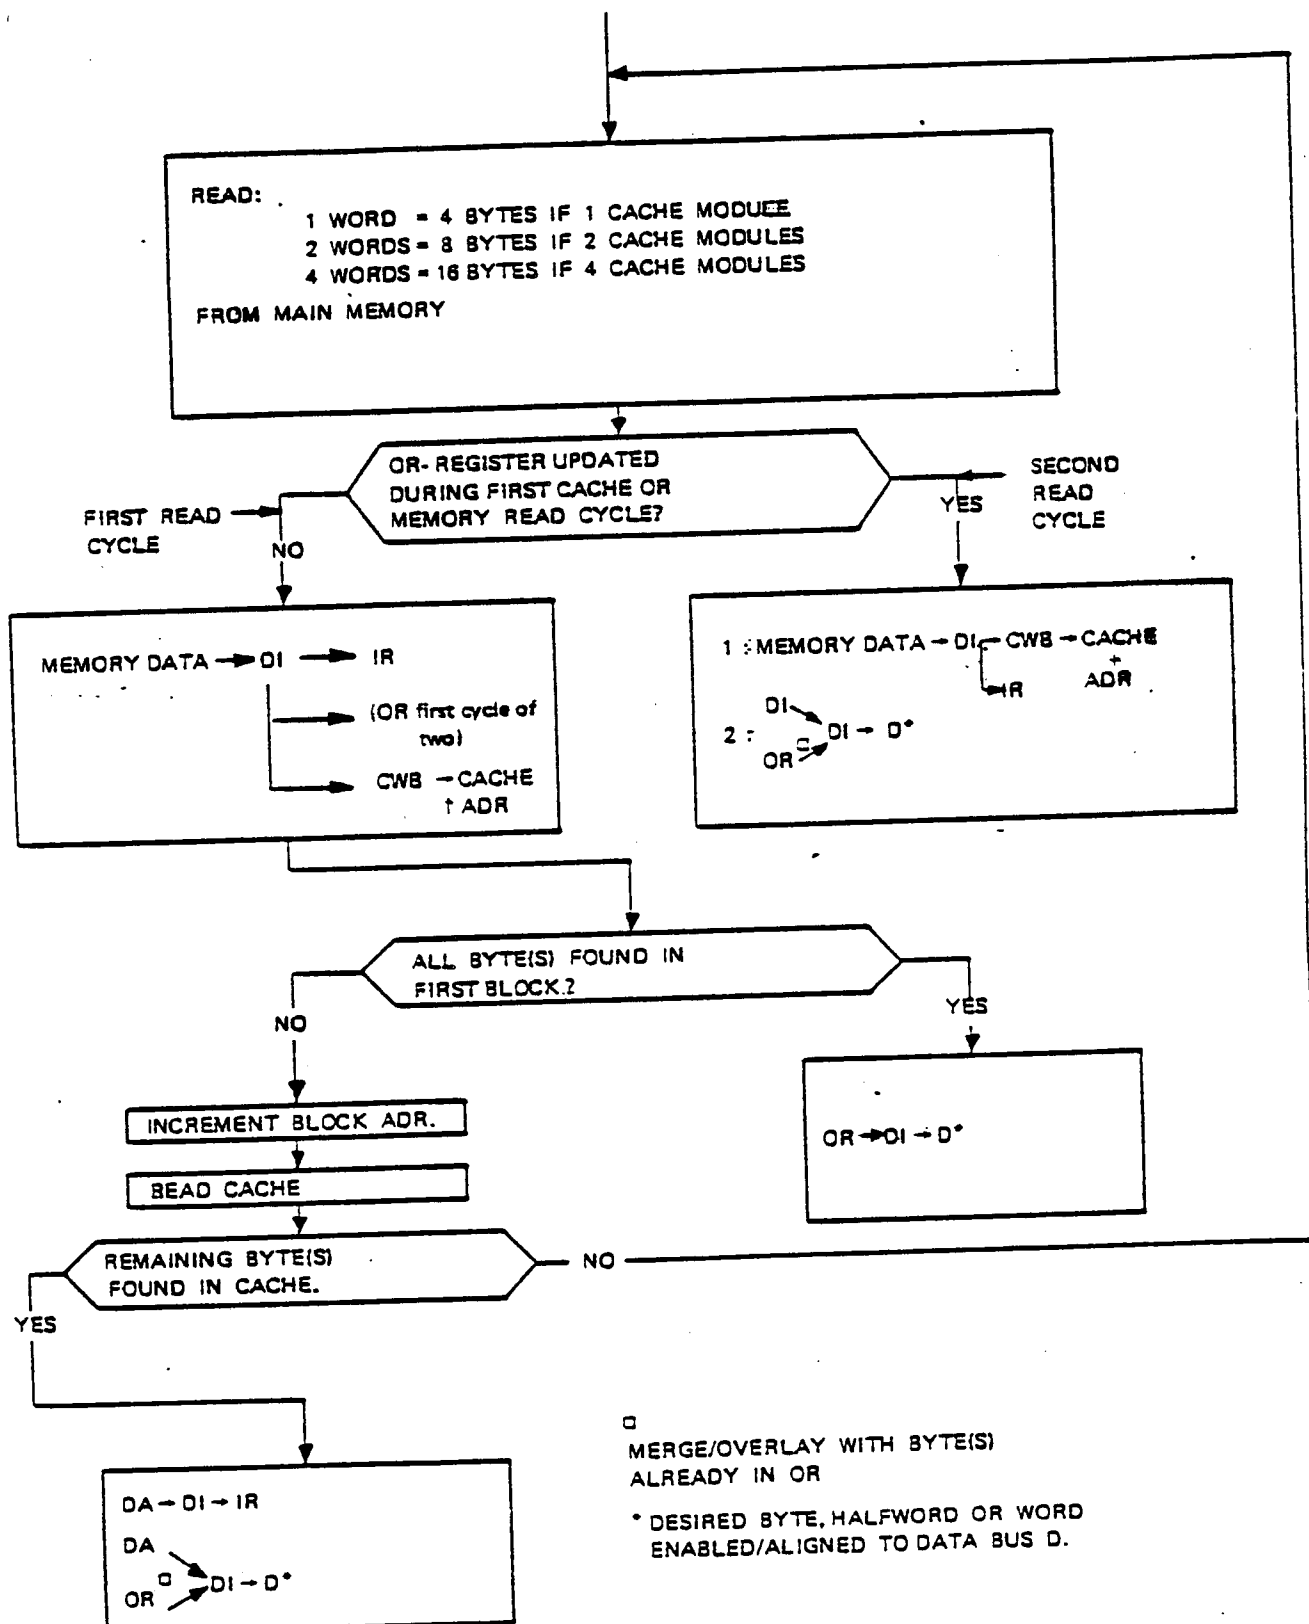 READ:
1 WORD = 4 BYTES IF 1 CACHE MODUEE
2 WORDS = 8 BYTES IF 2 CACHE MODULES
4 WORDS = 16 BYTES IF 4 CACHE MODULES
FROM MAIN MEMORY
OR-REGISTER UPDATED
DURING FIRST CACHE OR
MEMORY READ CYCLE?
SECOND
READ
CYCLE
YES
FIRST READ
CYCLE
NO
MEMORY DATA → DI → IR
(OR first cycle of
two)
CWB → CACHE
↑ ADR
1 : MEMORY DATA → DI → CWB → CACHE
+
ADR
IR
DI
2 : DI → D*
OR □
ALL BYTE(S) FOUND IN
FIRST BLOCK.?
NO
YES
INCREMENT BLOCK ADR.
BEAD CACHE
OR → DI → D*
REMAINING BYTE(S)
FOUND IN CACHE.
NO
YES
DA → DI → IR
DA
OR □ DI → D*
□
MERGE/OVERLAY WITH BYTE(S)
ALREADY IN OR
* DESIRED BYTE, HALFWORD OR WORD
ENABLED/ALIGNED TO DATA BUS D.